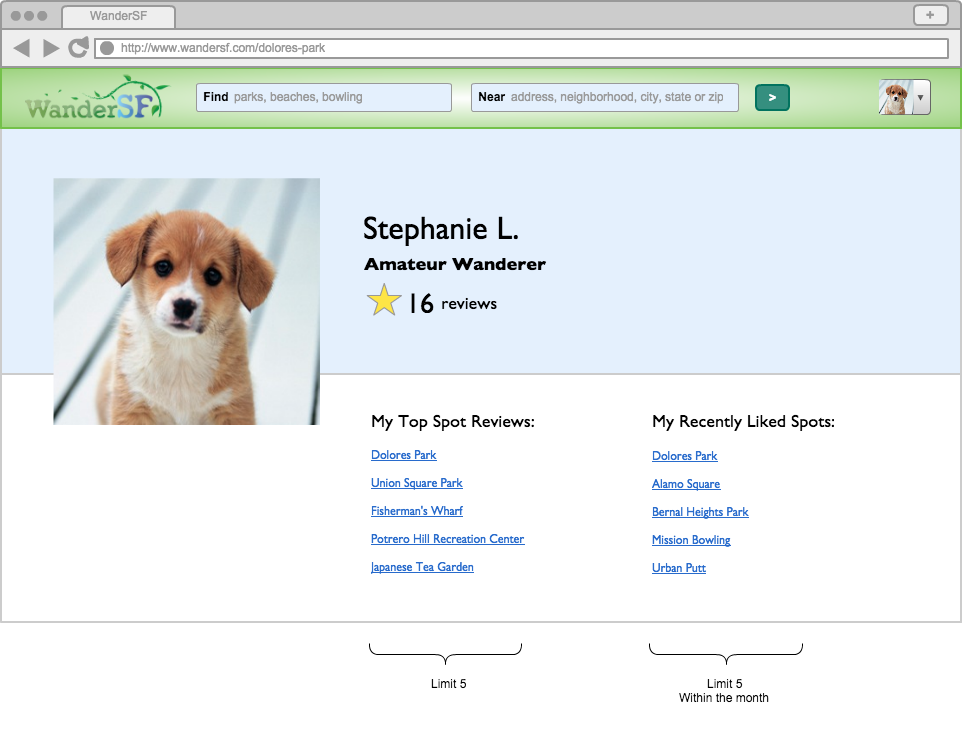 WanderSF
+
http://www.wandersf.com/dolores-park
WanderSF
Find parks, beaches, bowling
Near address, neighborhood, city, state or zip
>
Stephanie L.
Amateur Wanderer
16 reviews
My Top Spot Reviews:
Dolores Park
Union Square Park
Fisherman's Wharf
Potrero Hill Recreation Center
Japanese Tea Garden
My Recently Liked Spots:
Dolores Park
Alamo Square
Bernal Heights Park
Mission Bowling
Urban Putt
Limit 5
Limit 5
Within the month